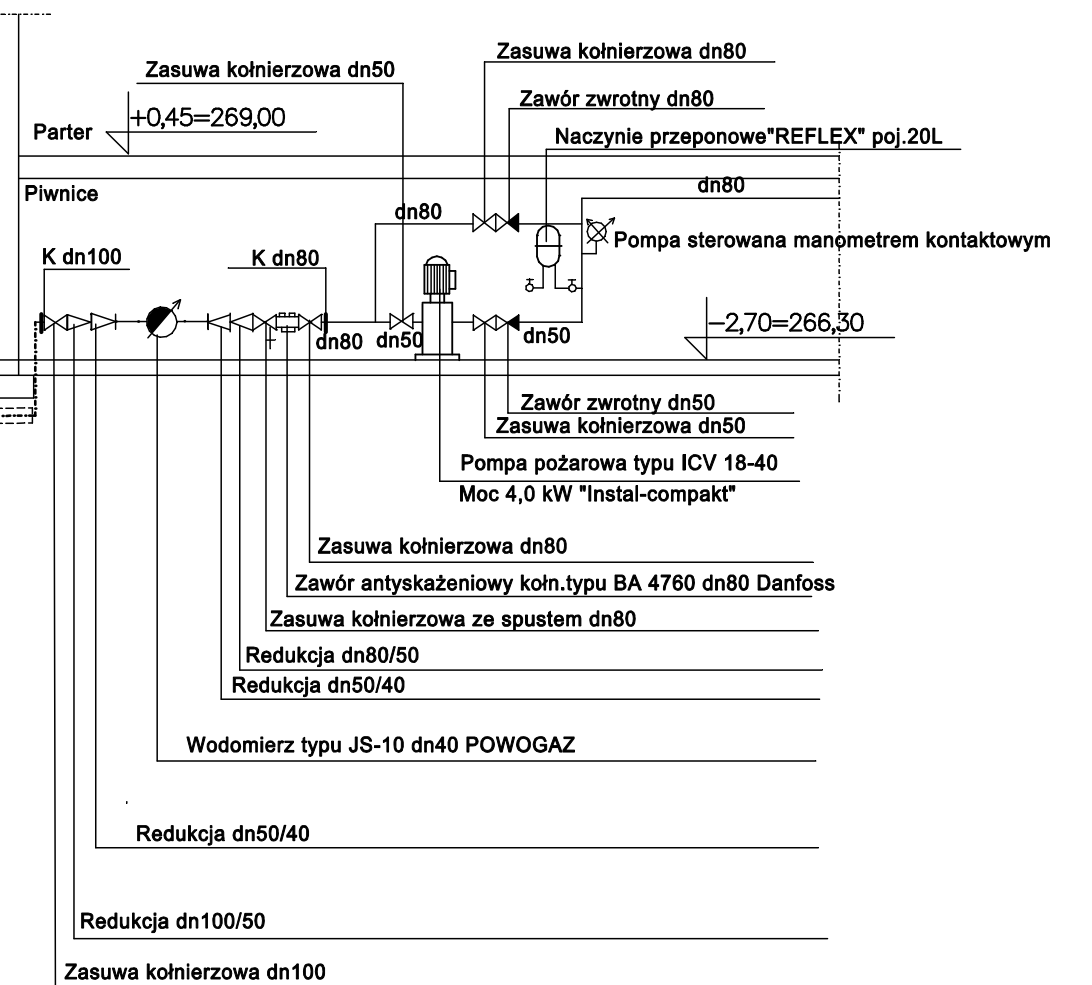 Zasuwa kołnierzowa dn80
Zasuwa kołnierzowa dn50
Zawór zwrotny dn80
+0,45=269,00
Parter
Naczynie przeponowe"REFLEX" poj.20L
Piwnice
dn80
dn80
Pompa sterowana manometrem kontaktowym
K dn100
K dn80
-2,70=266,30
dn80
dn50
dn50
Zawór zwrotny dn50
Zasuwa kołnierzowa dn50
Pompa pożarowa typu ICV 18-40
Moc 4,0 kW "Instal-compakt"
Zasuwa kołnierzowa dn80
Zawór antyskażeniowy kołn.typu BA 4760 dn80 Danfoss
Zasuwa kołnierzowa ze spustem dn80
Redukcja dn80/50
Redukcja dn50/40
Wodomierz typu JS-10 dn40 POWOGAZ
Redukcja dn50/40
Redukcja dn100/50
Zasuwa kołnierzowa dn100